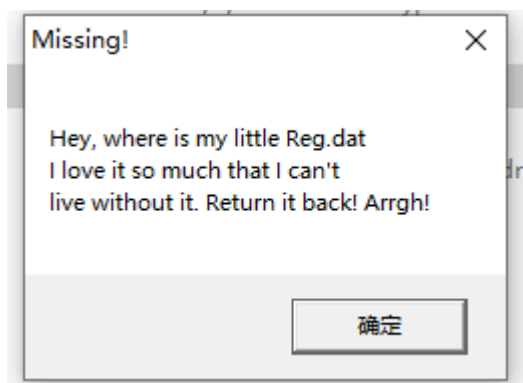 Missing!
Hey, where is my little Reg.dat
I love it so much that I can't
live without it. Return it back! Arrgh!
确定